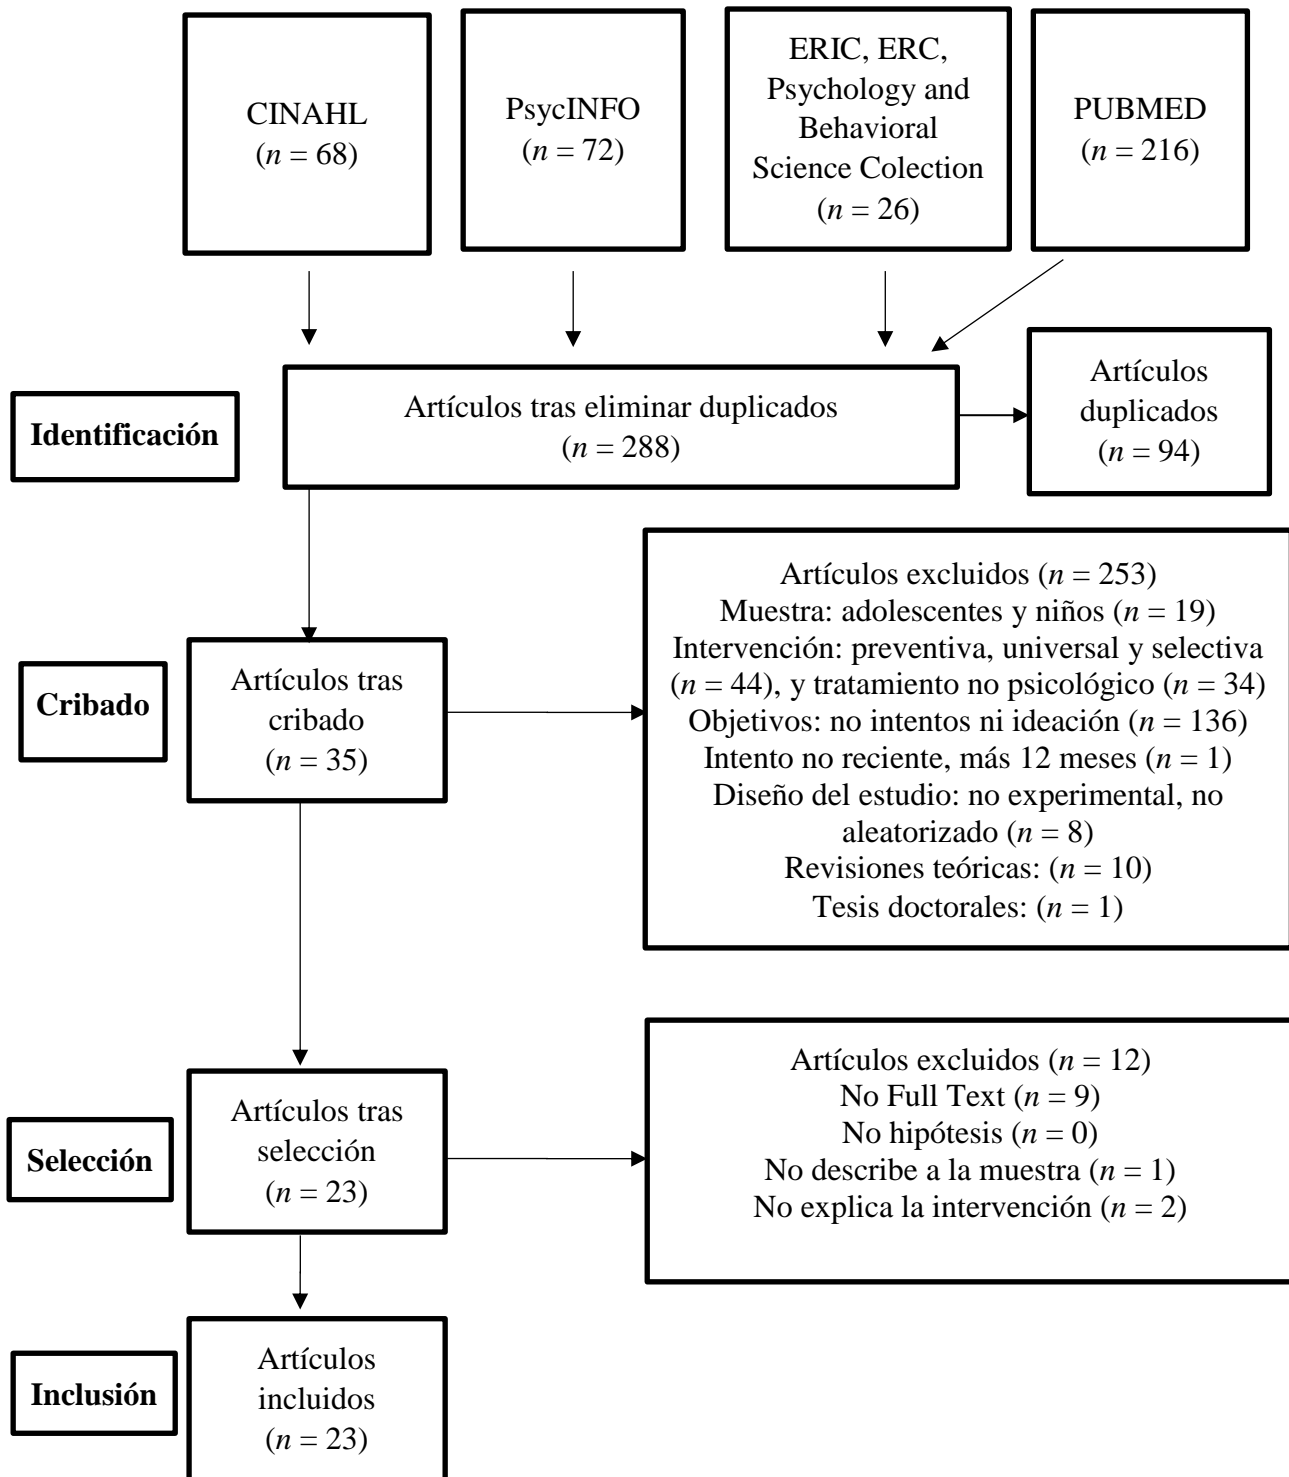 CINAHL
(n = 68)
PsycINFO
(n = 72)
ERIC, ERC,
Psychology and
Behavioral
Science Colection
(n = 26)
PUBMED
(n = 216)
Identificación
Artículos tras eliminar duplicados
(n = 288)
Artículos
duplicados
(n = 94)
Cribado
Artículos tras
cribado
(n = 35)
Artículos excluidos (n = 253)
Muestra: adolescentes y niños (n = 19)
Intervención: preventiva, universal y selectiva
(n = 44), y tratamiento no psicológico (n = 34)
Objetivos: no intentos ni ideación (n = 136)
Intento no reciente, más 12 meses (n = 1)
Diseño del estudio: no experimental, no
aleatorizado (n = 8)
Revisiones teóricas: (n = 10)
Tesis doctorales: (n = 1)
Selección
Artículos tras
selección
(n = 23)
Artículos excluidos (n = 12)
No Full Text (n = 9)
No hipótesis (n = 0)
No describe a la muestra (n = 1)
No explica la intervención (n = 2)
Inclusión
Artículos
incluidos
(n = 23)